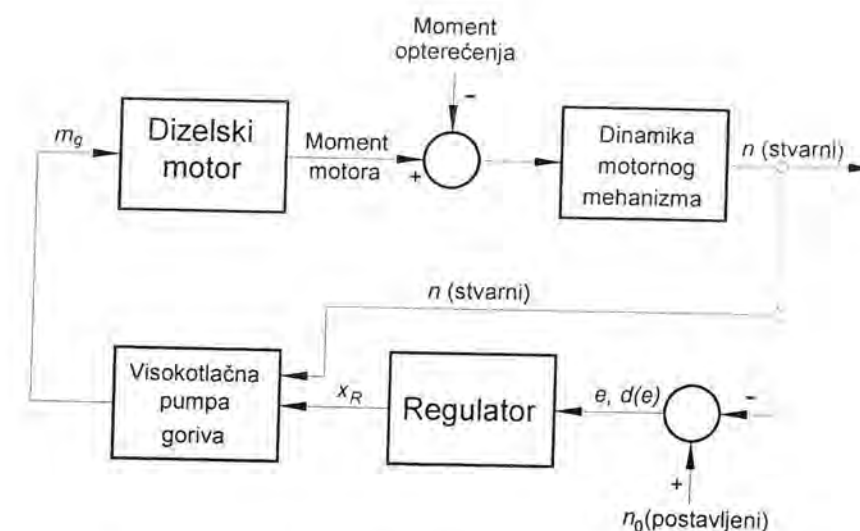 Moment
opterećenja
-
m_g
Dizelski
motor
Moment
motora
+
Dinamika
motornog
mehanizma
n (stvarni)
n (stvarni)
Visokotlačna
pumpa
goriva
x_R
Regulator
e, d(e)
-
+
n_0(postavljeni)